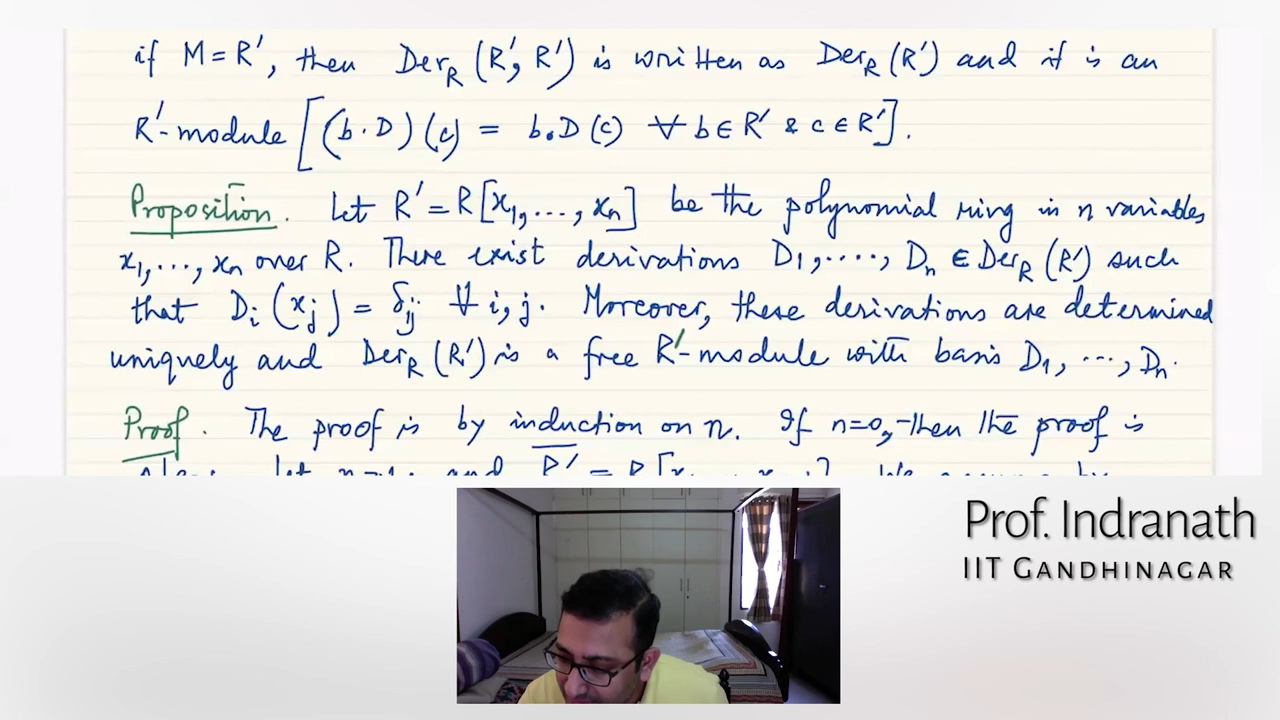 if M=R′, then Der_R (R′, R′) is written as Der_R (R′) and it is an
R′-module [(b·D)(c) = b.D(c) ∀ b∈R′ & c∈R′].
Proposition. Let R′ = R[x₁,...,xₙ] be the polynomial ring in n variables
x₁,...,xₙ over R. There exist derivations D₁,....,Dₙ ∈ Der_R (R′) such
that Dᵢ(xⱼ) = δᵢⱼ ∀ i,j. Moreover, these derivations are determined
uniquely and Der_R (R′) is a free R′-module with basis D₁, ..., Dₙ.
Proof. The proof is by induction on n. If n=0, then the proof is
Prof. Indranath
IIT GANDHINAGAR